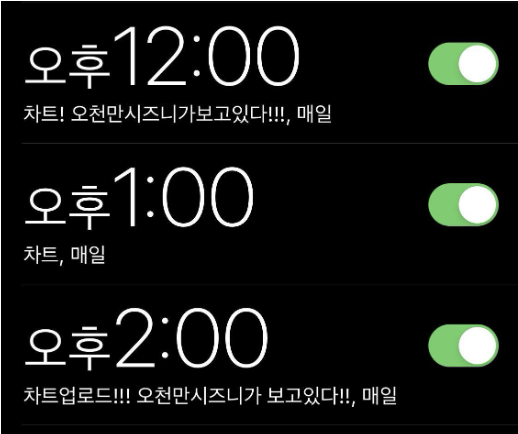 오후12:00
차트! 오천만시즈니가보고있다!!!, 매일
오후1:00
차트, 매일
오후2:00
차트업로드!!! 오천만시즈니가 보고있다!!, 매일